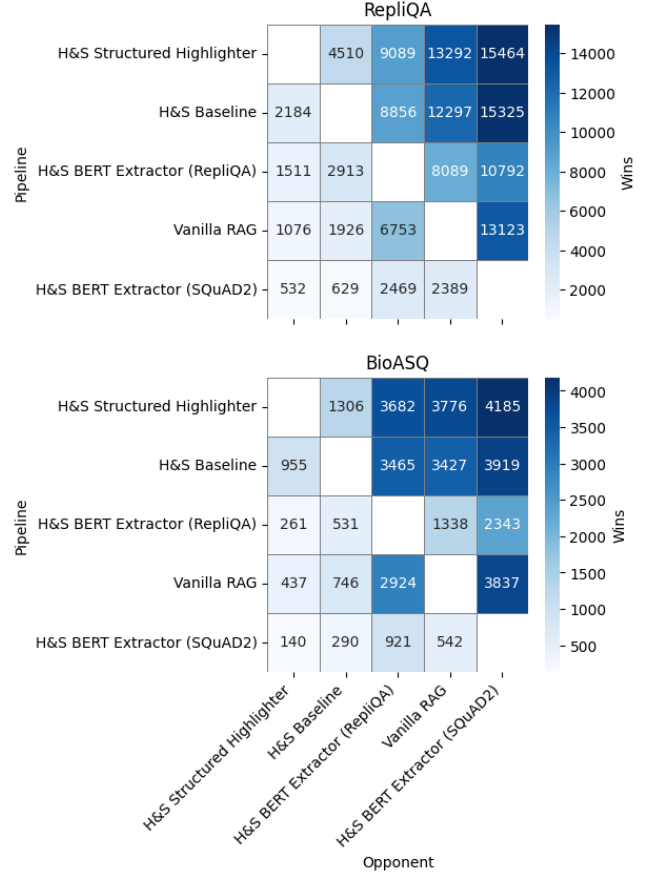 RepliQA
H&S Structured Highlighter 4510 9089 13292 15464
H&S Baseline 2184 8856 12297 15325
H&S BERT Extractor (RepliQA) 1511 2913 8089 10792
Vanilla RAG 1076 1926 6753 13123
H&S BERT Extractor (SQuAD2) 532 629 2469 2389
Pipeline
14000
12000
10000
8000
6000
4000
2000
Wins
BioASQ
H&S Structured Highlighter 1306 3682 3776 4185
H&S Baseline 955 3465 3427 3919
H&S BERT Extractor (RepliQA) 261 531 1338 2343
Vanilla RAG 437 746 2924 3837
H&S BERT Extractor (SQuAD2) 140 290 921 542
Pipeline
4000
3500
3000
2500
2000
1500
1000
500
Wins
H&S Structured Highlighter
H&S Baseline
H&S BERT Extractor (RepliQA)
Vanilla RAG
H&S BERT Extractor (SQuAD2)
Opponent